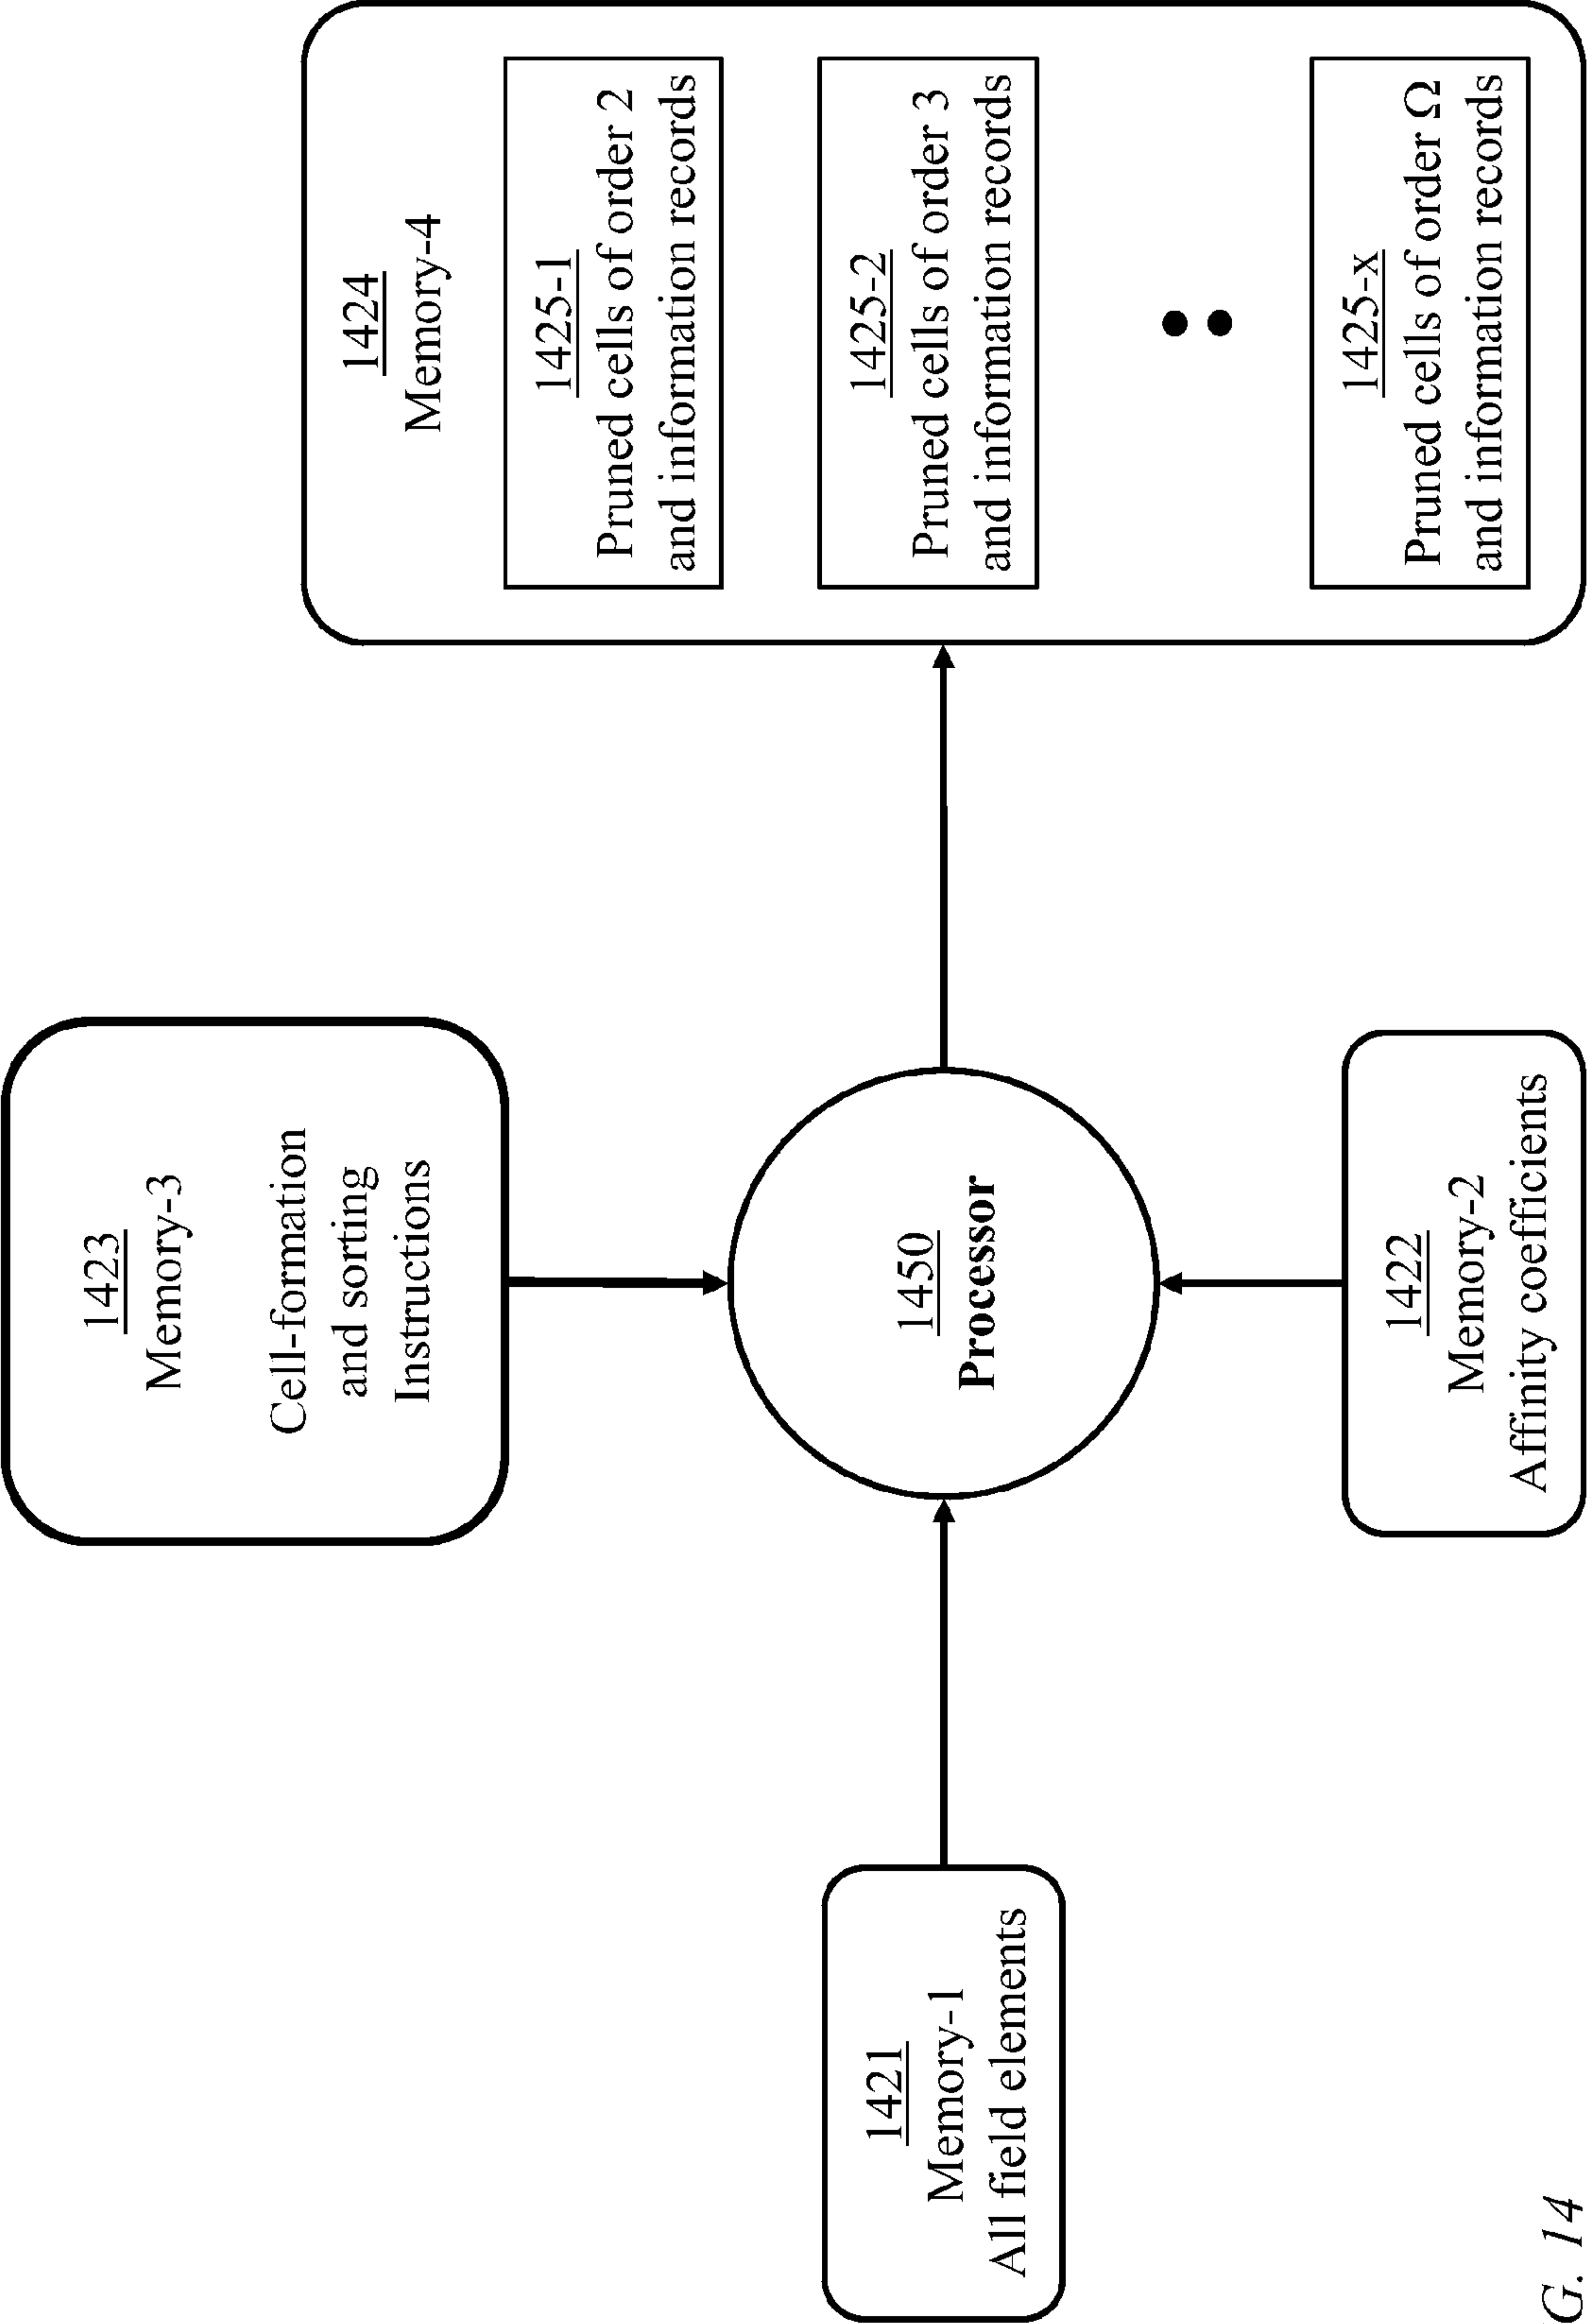 1423
Memory-3
Cell-formation
and sorting
Instructions
1421
Memory-1
All field elements
1450
Processor
1422
Memory-2
Affinity coefficients
1424
Memory-4
1425-1
Pruned cells of order 2
and information records
1425-2
Pruned cells of order 3
and information records
1425-x
Pruned cells of order Ω
and information records
G. 14